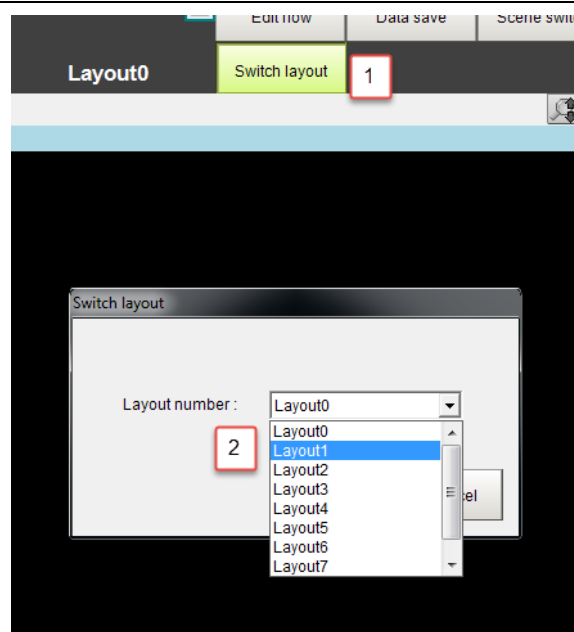 Edit flow
Data save
Scene swit
Layout0
Switch layout
1
Switch layout
Layout number :
Layout0
Layout0
2
Layout1
Layout2
Layout3
Layout4
cel
Layout5
Layout6
Layout7